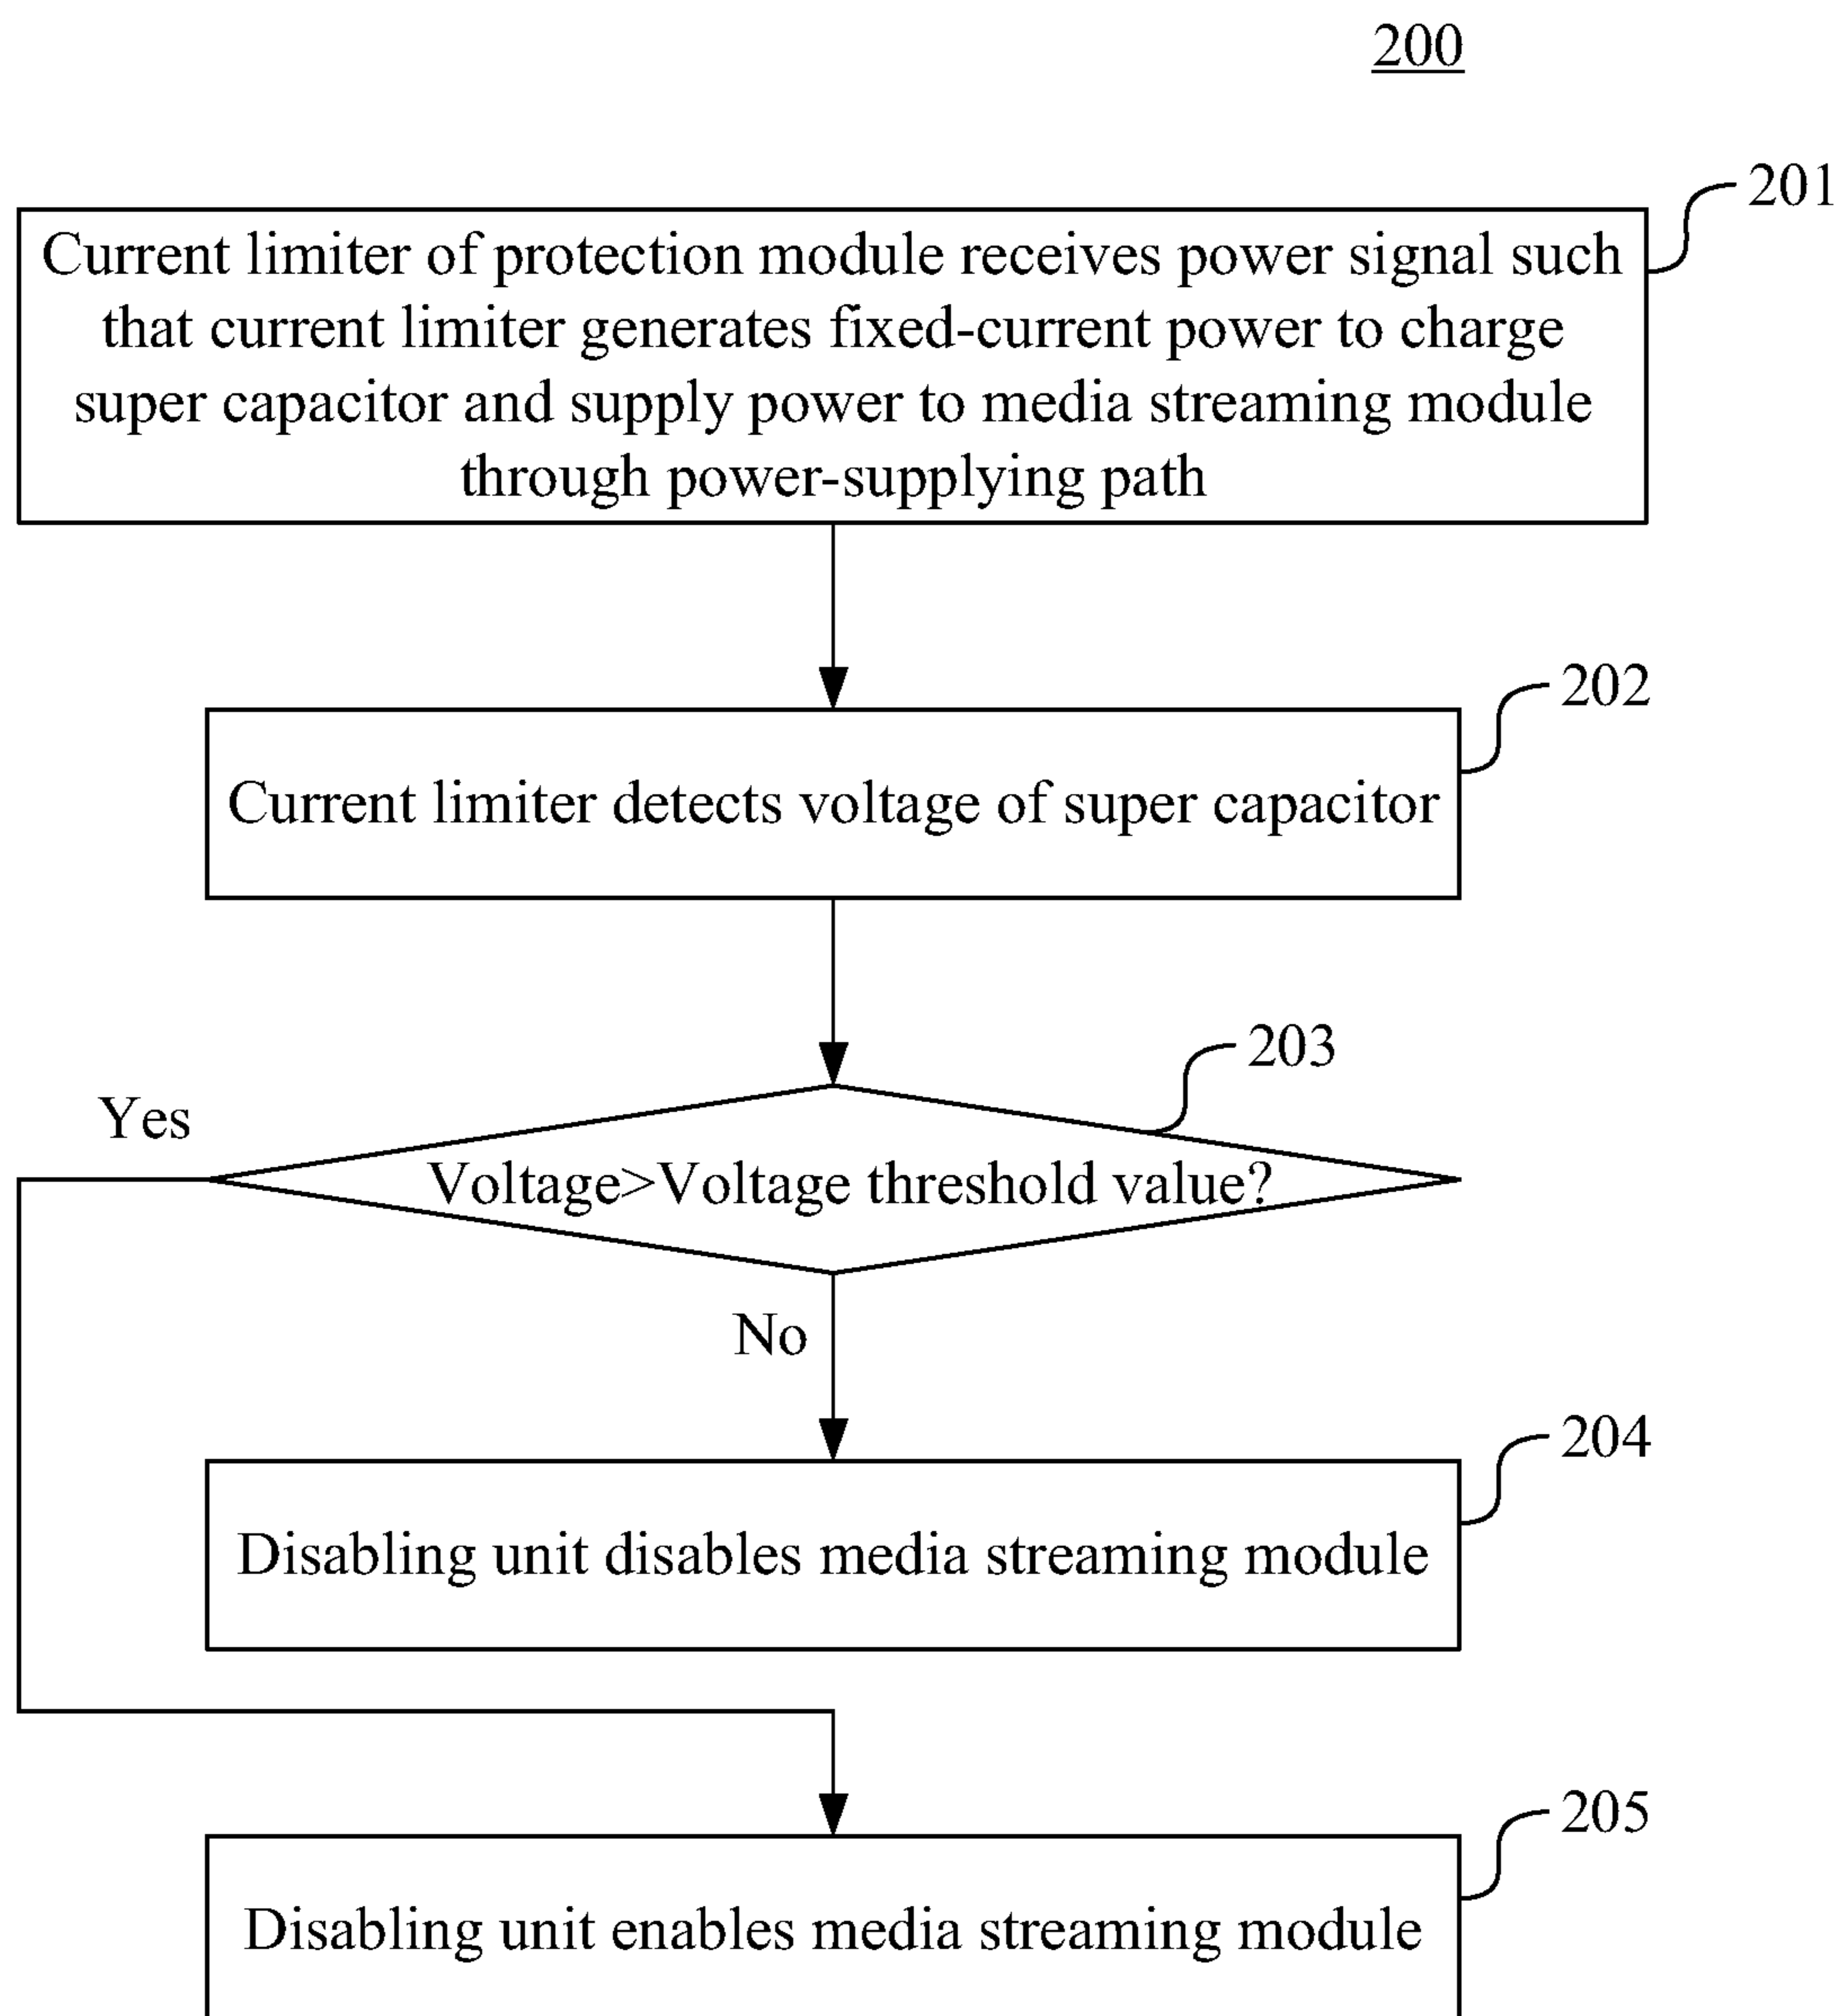 200
201
Current limiter of protection module receives power signal such
that current limiter generates fixed-current power to charge
super capacitor and supply power to media streaming module
through power-supplying path
202
Current limiter detects voltage of super capacitor
203
Yes
Voltage>Voltage threshold value?
No
204
Disabling unit disables media streaming module
205
Disabling unit enables media streaming module